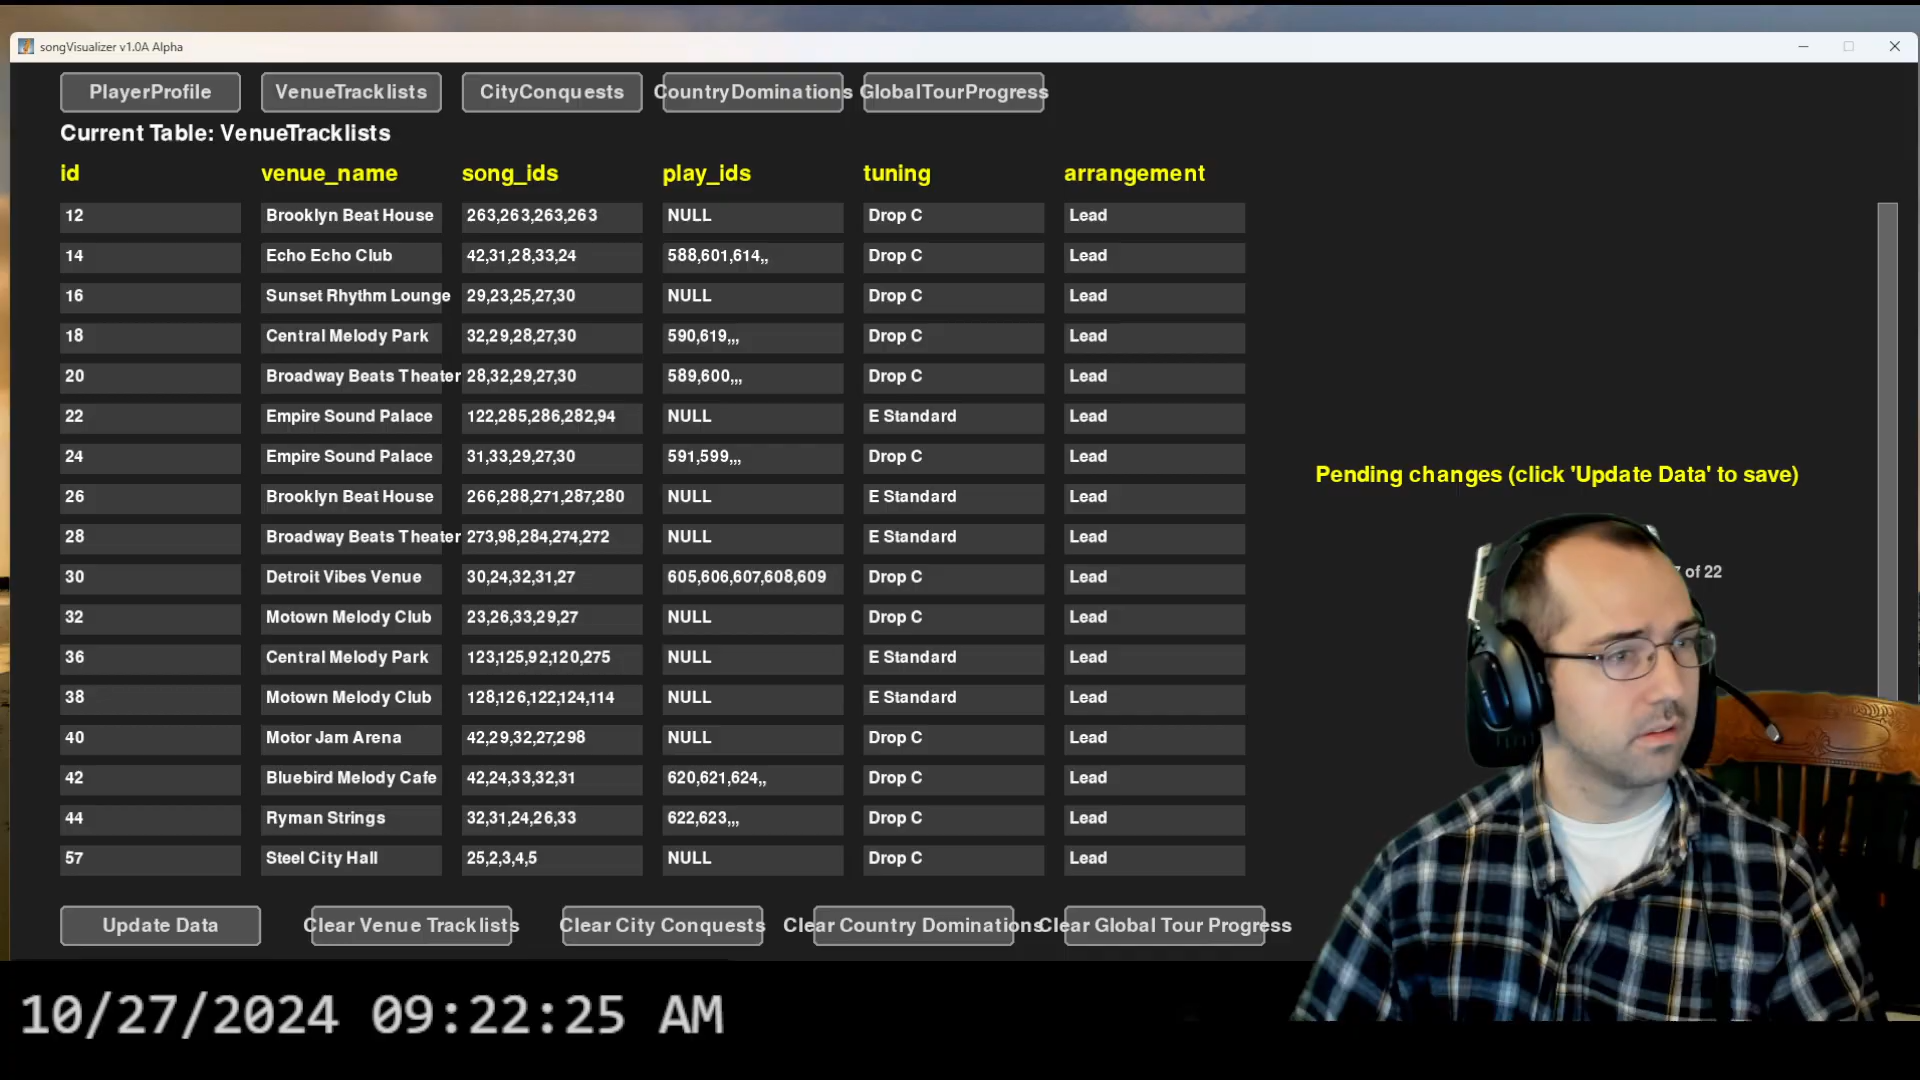 songVisualizer v1.0A Alpha
PlayerProfile VenueTracklists CityConquests CountryDominations GlobalTourProgress
Current Table: VenueTracklists
id venue_name song_ids play_ids tuning arrangement
12 Brooklyn Beat House 263,263,263,263 NULL Drop C Lead
14 Echo Echo Club 42,31,28,33,24 588,601,614,, Drop C Lead
16 Sunset Rhythm Lounge 29,23,25,27,30 NULL Drop C Lead
18 Central Melody Park 32,29,28,27,30 590,619,,, Drop C Lead
20 Broadway Beats Theater 28,32,29,27,30 589,600,,, Drop C Lead
22 Empire Sound Palace 122,285,286,282,94 NULL E Standard Lead
24 Empire Sound Palace 31,33,29,27,30 591,599,,, Drop C Lead
Pending changes (click 'Update Data' to save)
26 Brooklyn Beat House 266,288,271,287,280 NULL E Standard Lead
28 Broadway Beats Theater 273,98,284,274,272 NULL E Standard Lead
30 Detroit Vibes Venue 30,24,32,31,27 605,606,607,608,609 Drop C Lead
of 22
32 Motown Melody Club 23,26,33,29,27 NULL Drop C Lead
36 Central Melody Park 123,125,92,120,275 NULL E Standard Lead
38 Motown Melody Club 128,126,122,124,114 NULL E Standard Lead
40 Motor Jam Arena 42,29,32,27,298 NULL Drop C Lead
42 Bluebird Melody Cafe 42,24,33,32,31 620,621,624,, Drop C Lead
44 Ryman Strings 32,31,24,26,33 622,623,,, Drop C Lead
57 Steel City Hall 25,2,3,4,5 NULL Drop C Lead
Update Data Clear Venue Tracklists Clear City Conquests Clear Country Dominations Clear Global Tour Progress
10/27/2024 09:22:25 AM